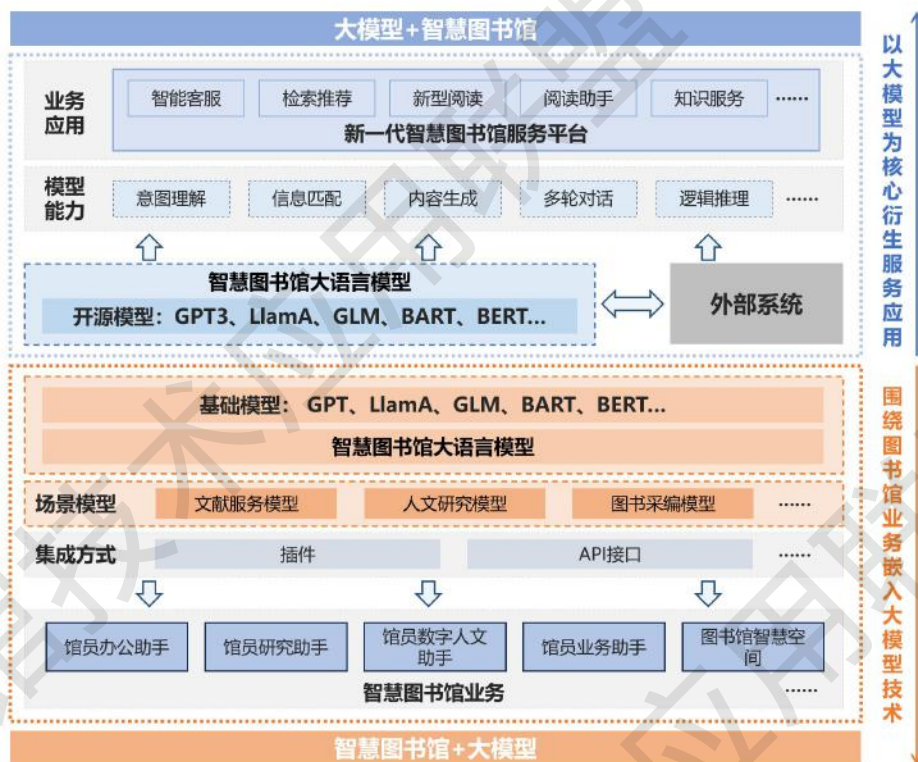 大模型+智慧图书馆
业务
应用
智能客服 检索推荐 新型阅读 阅读助手 知识服务 ······
新一代智慧图书馆服务平台
模型
能力
意图理解 信息匹配 内容生成 多轮对话 逻辑推理 ······
智慧图书馆大语言模型
开源模型：GPT3、LlamA、GLM、BART、BERT...
外部系统
以大模型为核心衍生服务应用
基础模型： GPT、LlamA、GLM、BART、BERT...
智慧图书馆大语言模型
场景模型 文献服务模型 人文研究模型 图书采编模型 ······
集成方式 插件 API接口 ······
馆员办公助手 馆员研究助手 馆员数字人文
助手 馆员业务助手 图书馆智慧空
间
智慧图书馆业务 ······
围绕图书馆业务嵌入大模型技术
智慧图书馆+大模型